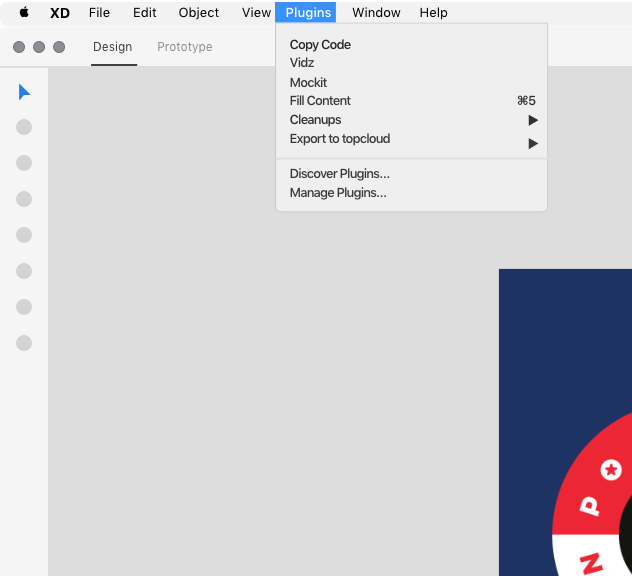 XD File Edit Object View Plugins Window Help
Design Prototype
Copy Code
Vidz
Mockit
Fill Content ⌘5
Cleanups
Export to topcloud
Discover Plugins...
Manage Plugins...
P
N